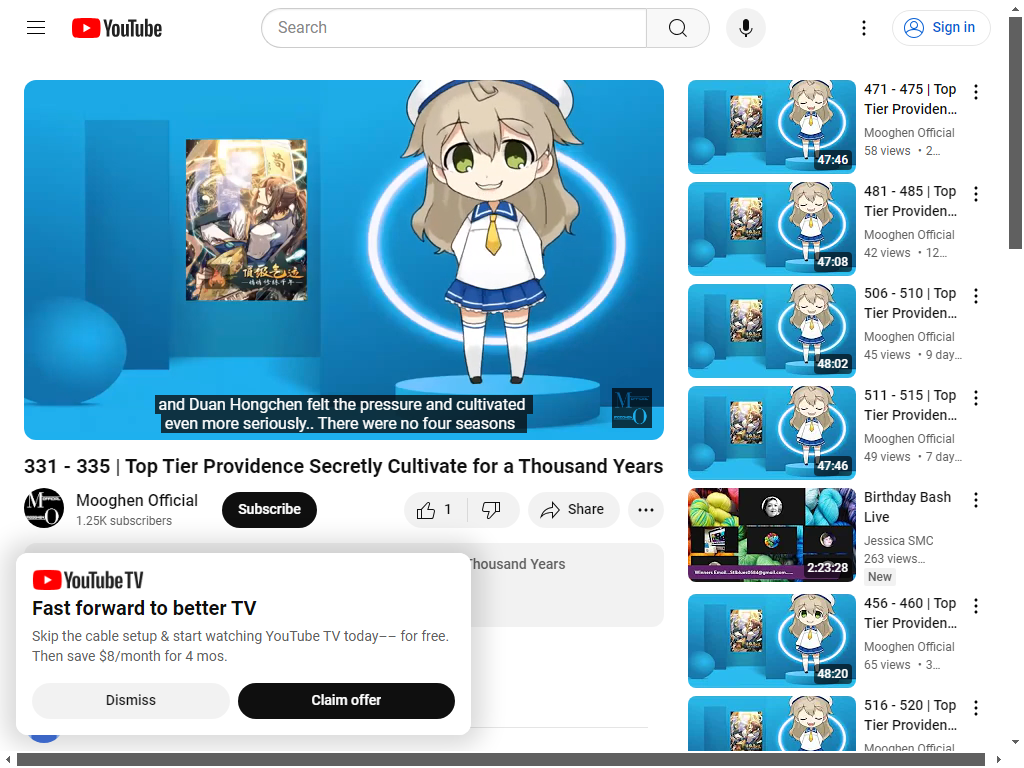 YouTube
Search
Sign in
and Duan Hongchen felt the pressure and cultivated
even more seriously.. There were no four seasons
331 - 335 | Top Tier Providence Secretly Cultivate for a Thousand Years
Mooghen Official
1.25K subscribers
Subscribe
1
Share
Thousand Years
YouTube TV
Fast forward to better TV
Skip the cable setup & start watching YouTube TV today–– for free.
Then save $8/month for 4 mos.
Dismiss
Claim offer
47:46
471 - 475 | Top
Tier Providen...
Mooghen Official
58 views • 2...
47:08
481 - 485 | Top
Tier Providen...
Mooghen Official
42 views • 12...
48:02
506 - 510 | Top
Tier Providen...
Mooghen Official
45 views • 9 day...
47:46
511 - 515 | Top
Tier Providen...
Mooghen Official
49 views • 7 day...
2:23:28
Birthday Bash
Live
Jessica SMC
263 views...
New
48:20
456 - 460 | Top
Tier Providen...
Mooghen Official
65 views • 3...
516 - 520 | Top
Tier Providen...
Mooghen Official